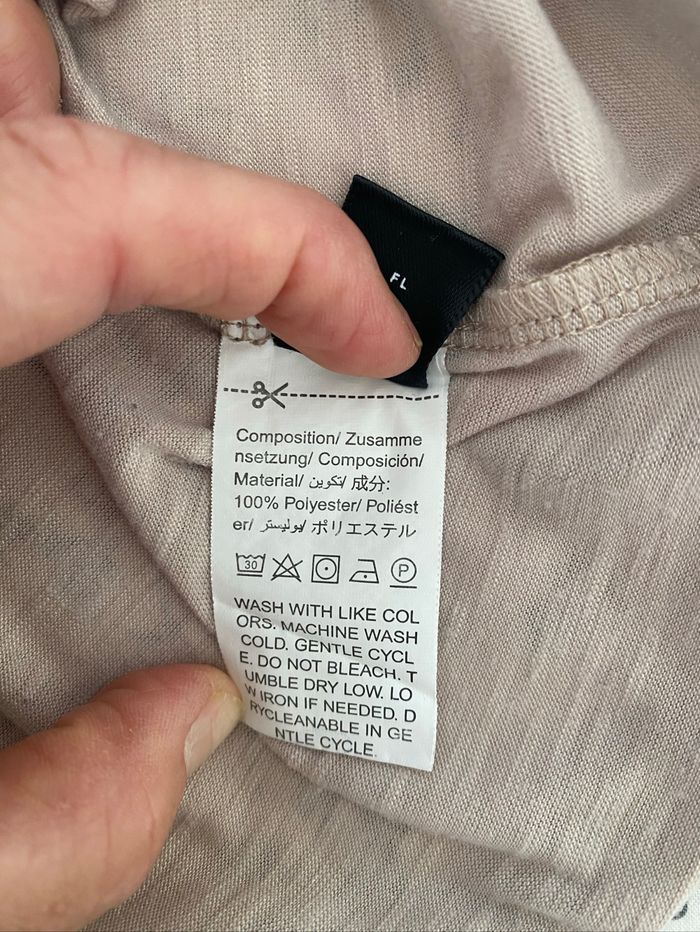 FL
Composition/ Zusamme
nsetzung/ Composición/
Material/ تكوين/ 成分:
100% Polyester/ Poliést
er/ بوليستر/ ポリエステル
30 P
WASH WITH LIKE COL
ORS. MACHINE WASH
COLD. GENTLE CYCL
E. DO NOT BLEACH. T
UMBLE DRY LOW. LO
W IRON IF NEEDED. D
RYCLEANABLE IN GE
NTLE CYCLE.